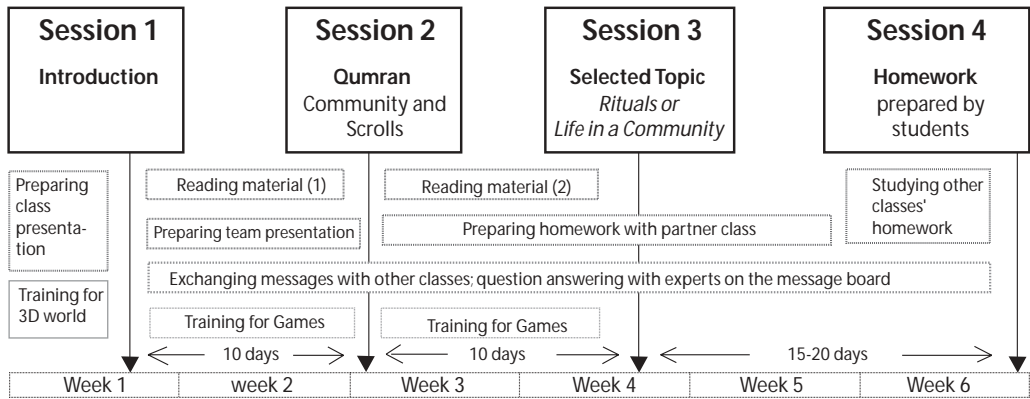 Session 1
Introduction
Session 2
Qumran
Community and
Scrolls
Session 3
Selected Topic
Rituals or
Life in a Community
Session 4
Homework
prepared by
students
Preparing
class
presenta-
tion
Reading material (1)
Reading material (2)
Studying other
classes'
homework
Preparing team presentation
Preparing homework with partner class
Exchanging messages with other classes; question answering with experts on the message board
Training for
3D world
Training for Games
Training for Games
10 days
10 days
15-20 days
Week 1
week 2
Week 3
Week 4
Week 5
Week 6